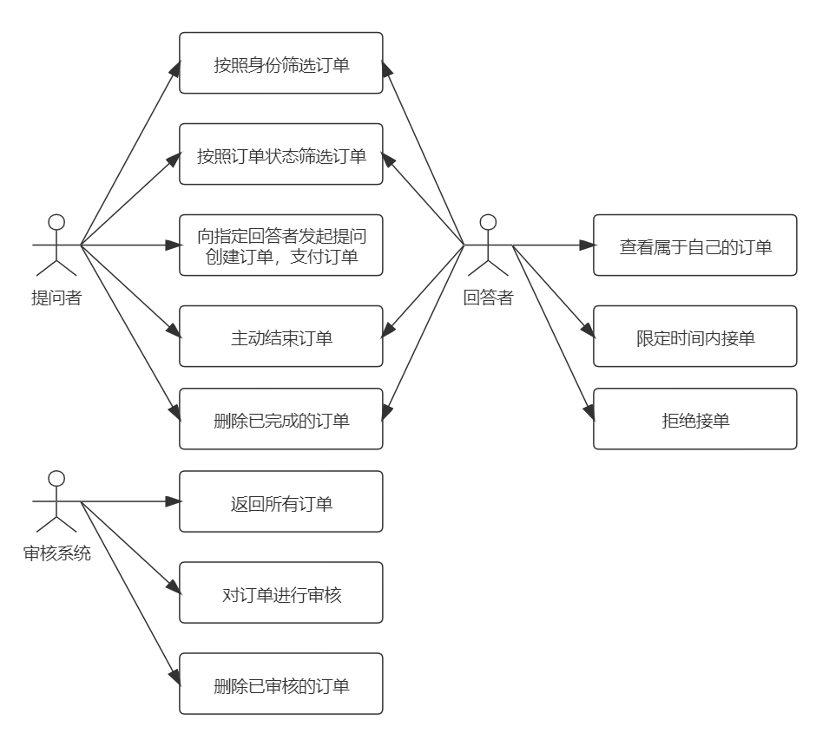 按照身份筛选订单
按照订单状态筛选订单
向指定回答者发起提问
创建订单，支付订单
查看属于自己的订单
提问者
回答者
主动结束订单
限定时间内接单
删除已完成的订单
拒绝接单
返回所有订单
审核系统
对订单进行审核
删除已审核的订单